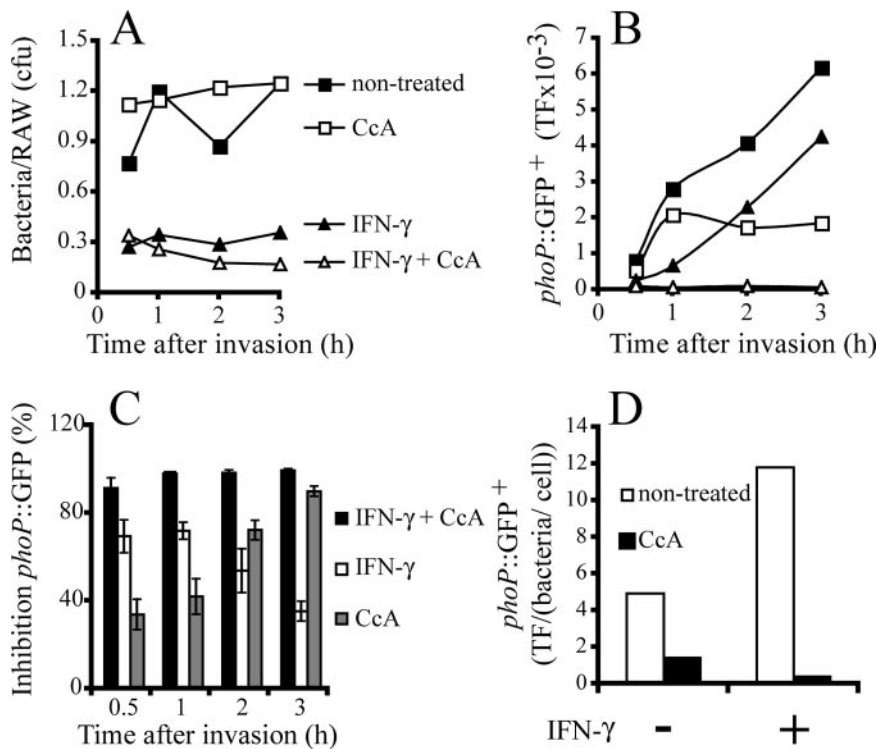 A
Bacteria/RAW (cfu)
1.5
1.2
0.9
0.6
0.3
0
0 1 2 3
Time after invasion (h)
non-treated
CcA
IFN-γ
IFN-γ + CcA
B
phoP::GFP+ (TFx10-3)
7
6
5
4
3
2
1
0
0 1 2 3
Time after invasion (h)
C
Inhibition phoP::GFP (%)
120
80
40
0
0.5 1 2 3
Time after invasion (h)
IFN-γ + CcA
IFN-γ
CcA
D
phoP::GFP+
(TF/(bacteria/ cell))
14
12
10
8
6
4
2
0
non-treated
CcA
IFN-γ - +